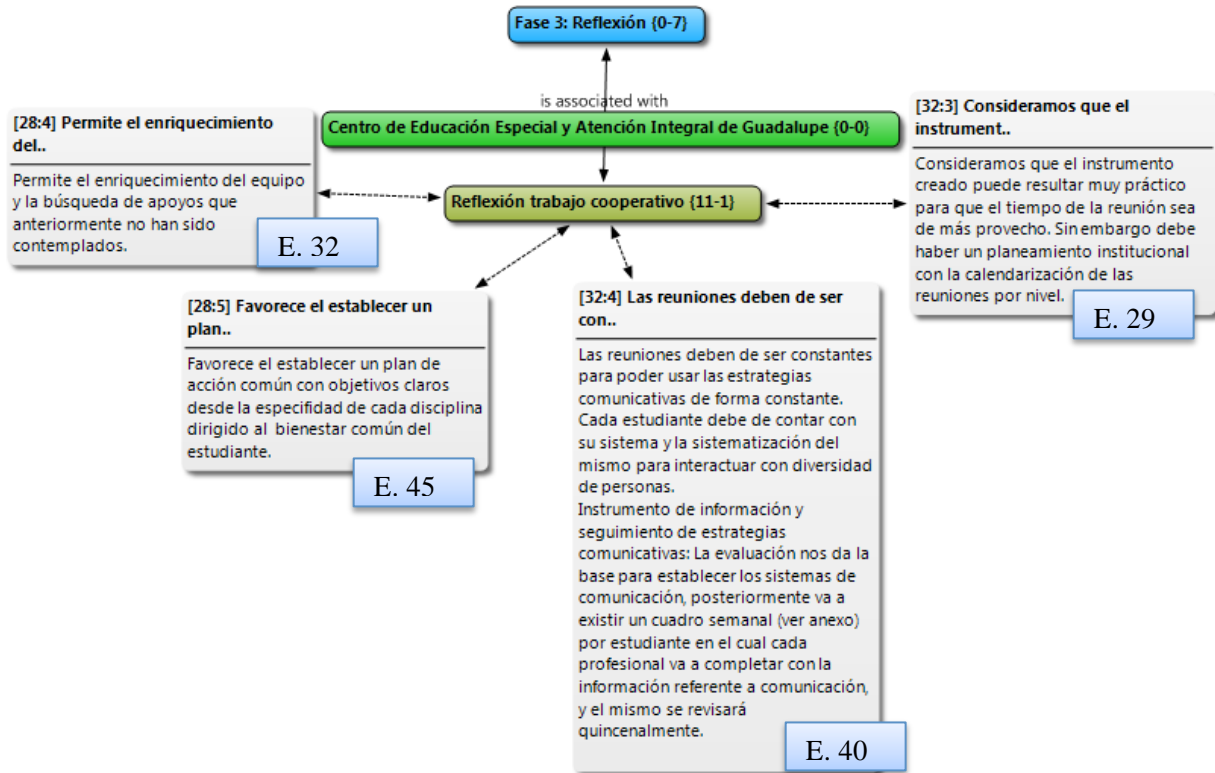 Fase 3: Reflexión {0-7}
is associated with
Centro de Educación Especial y Atención Integral de Guadalupe {0-0}
Reflexión trabajo cooperativo {11-1}
[28:4] Permite el enriquecimiento
del..
Permite el enriquecimiento del equipo
y la búsqueda de apoyos que
anteriormente no han sido
contemplados.
E. 32
[32:3] Consideramos que el
instrument..
Consideramos que el instrumento
creado puede resultar muy práctico
para que el tiempo de la reunión sea
de más provecho. Sin embargo debe
haber un planeamiento institucional
con la calendarización de las
reuniones por nivel.
E. 29
[28:5] Favorece el establecer un
plan..
Favorece el establecer un plan de
acción común con objetivos claros
desde la especifidad de cada disciplina
dirigido al bienestar común del
estudiante.
E. 45
[32:4] Las reuniones deben de ser
con..
Las reuniones deben de ser constantes
para poder usar las estrategias
comunicativas de forma constante.
Cada estudiante debe de contar con
su sistema y la sistematización del
mismo para interactuar con diversidad
de personas.
Instrumento de información y
seguimiento de estrategias
comunicativas: La evaluación nos da la
base para establecer los sistemas de
comunicación, posteriormente va a
existir un cuadro semanal (ver anexo)
por estudiante en el cual cada
profesional va a completar con la
información referente a comunicación,
y el mismo se revisará
quincenalmente.
E. 40